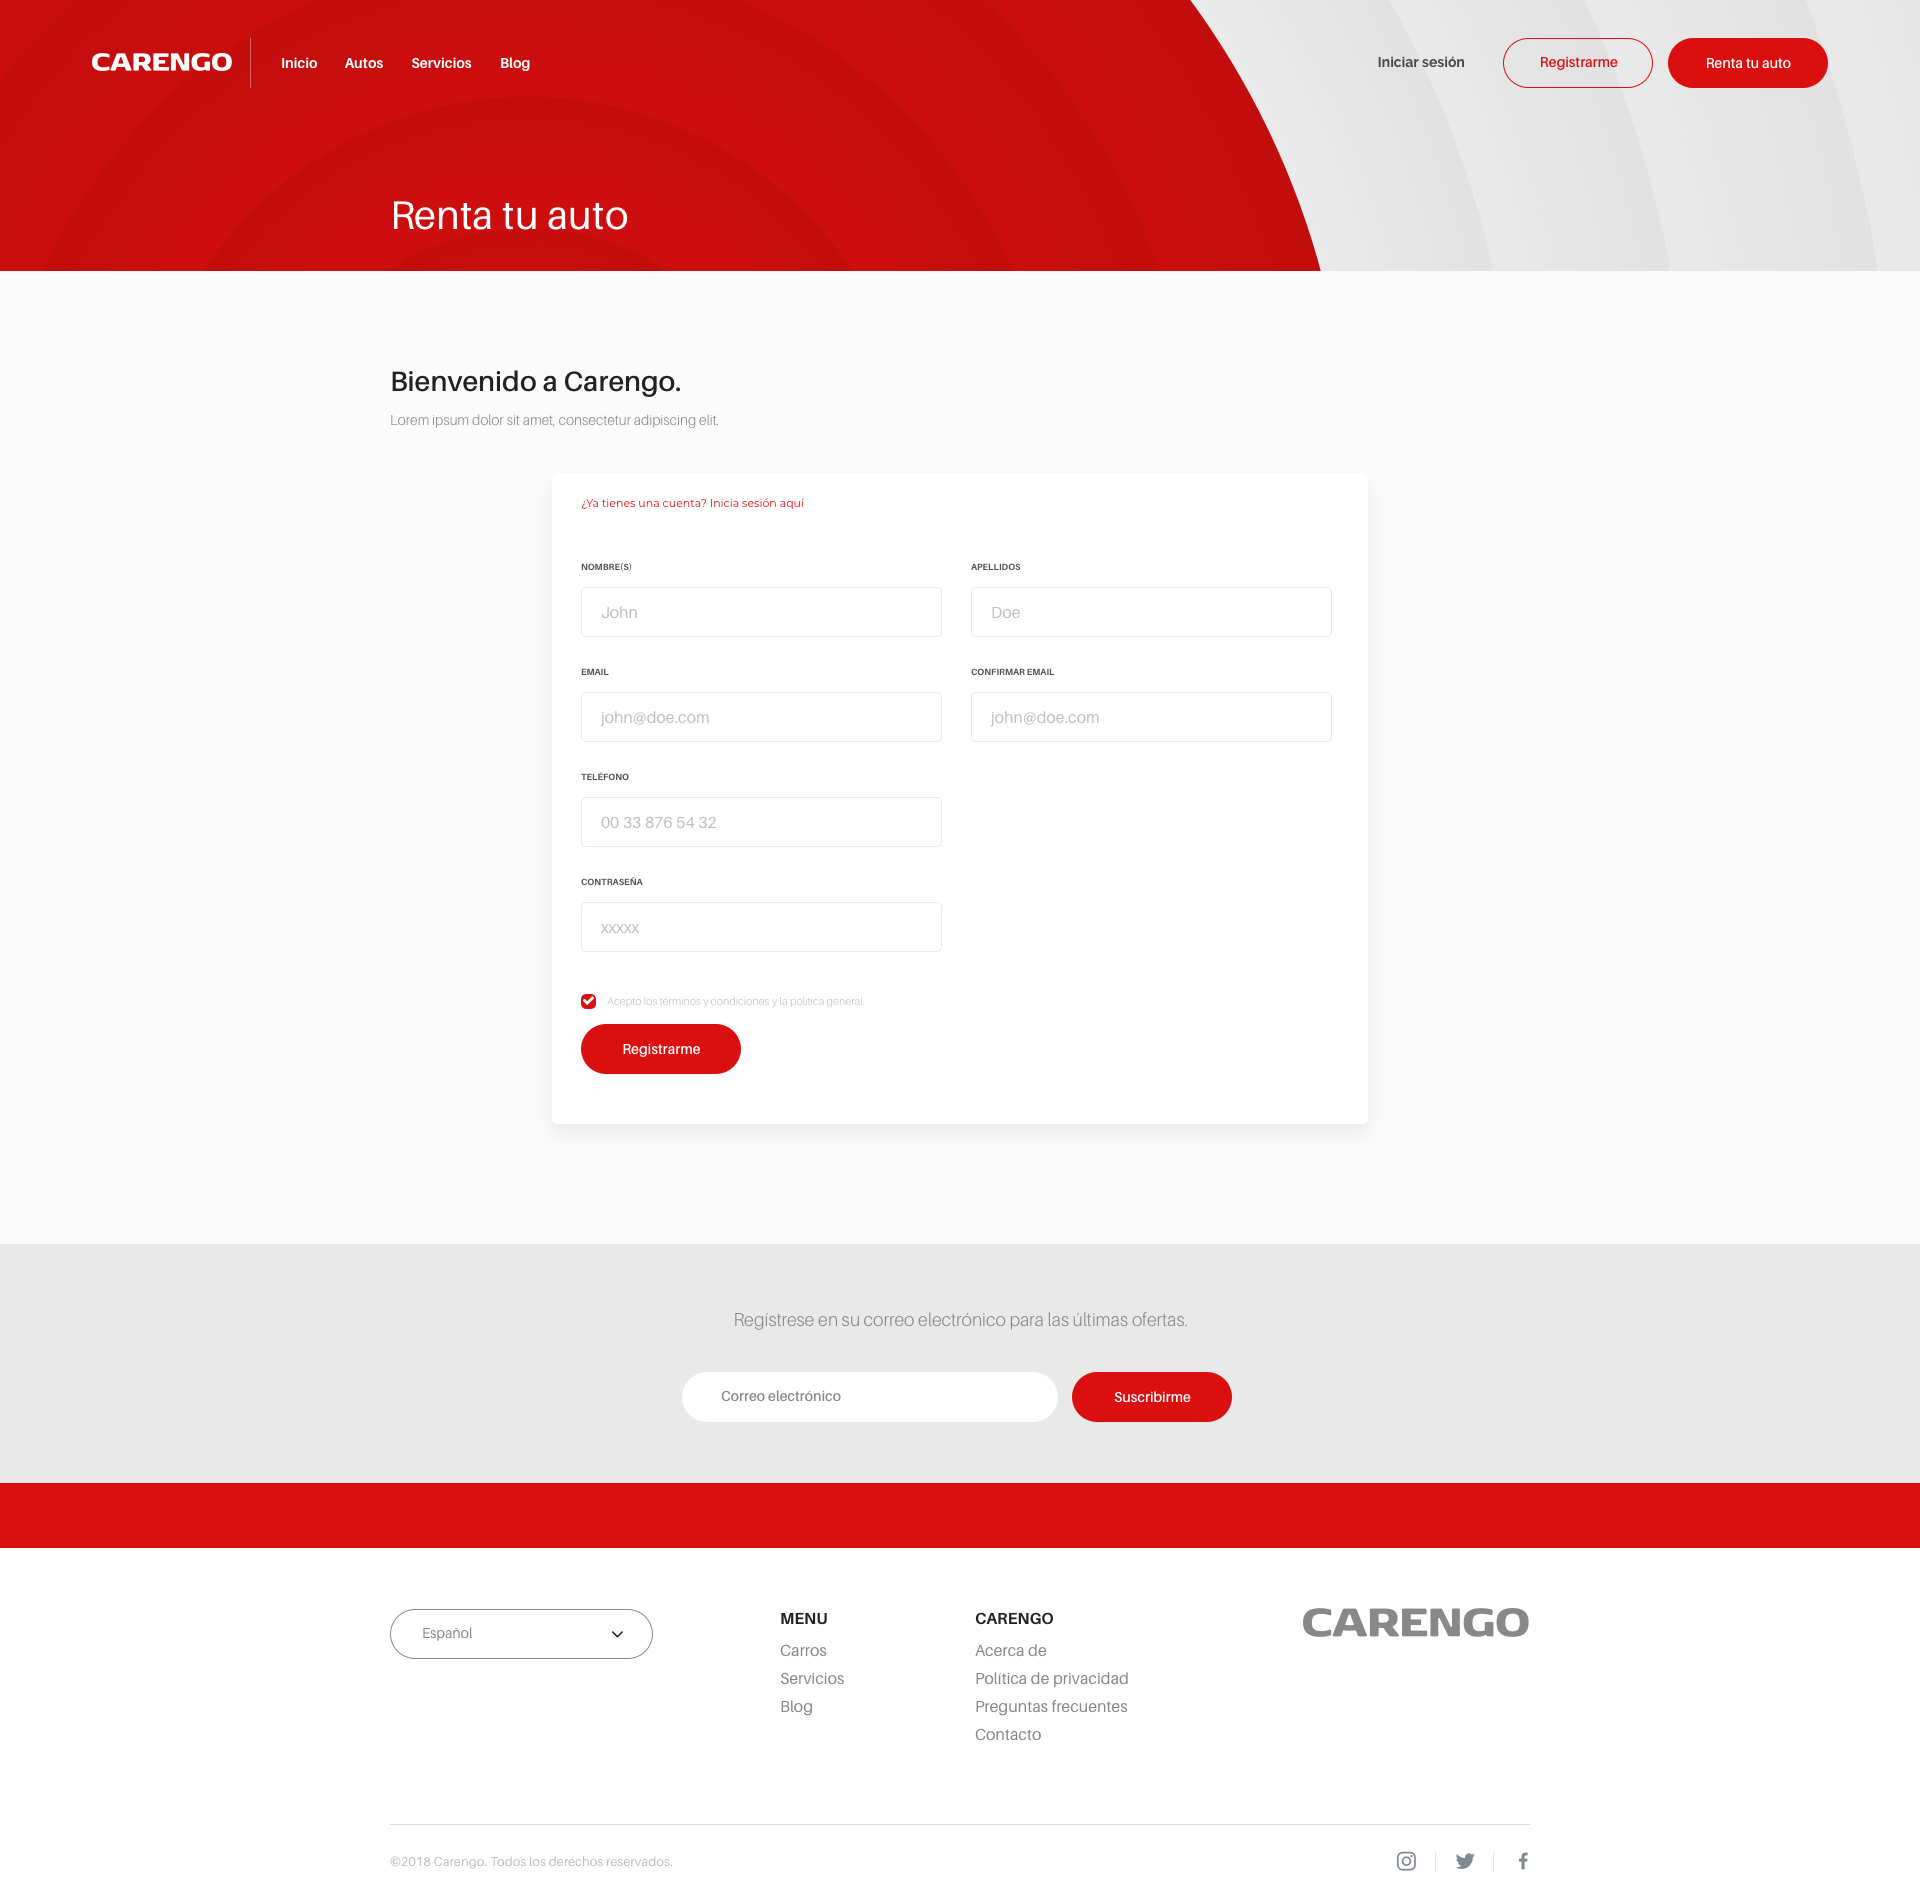 CARENGO
Inicio
Autos
Servicios
Blog
Iniciar sesión
Registrarme
Renta tu auto
Renta tu auto
Bienvenido a Carengo.
Lorem ipsum dolor sit amet, consectetur adipiscing elit.
¿Ya tienes una cuenta? Inicia sesión aquí
NOMBRE(S)
APELLIDOS
John
Doe
EMAIL
CONFIRMAR EMAIL
john@doe.com
john@doe.com
TELÉFONO
00 33 876 54 32
CONTRASEÑA
xxxxx
Acepto los términos y condiciones y la política general.
Registrarme
Regístrese en su correo electrónico para las últimas ofertas.
Correo electrónico
Suscribirme
Español
MENU
Carros
Servicios
Blog
CARENGO
Acerca de
Política de privacidad
Preguntas frecuentes
Contacto
CARENGO
©2018 Carengo. Todos los derechos reservados.